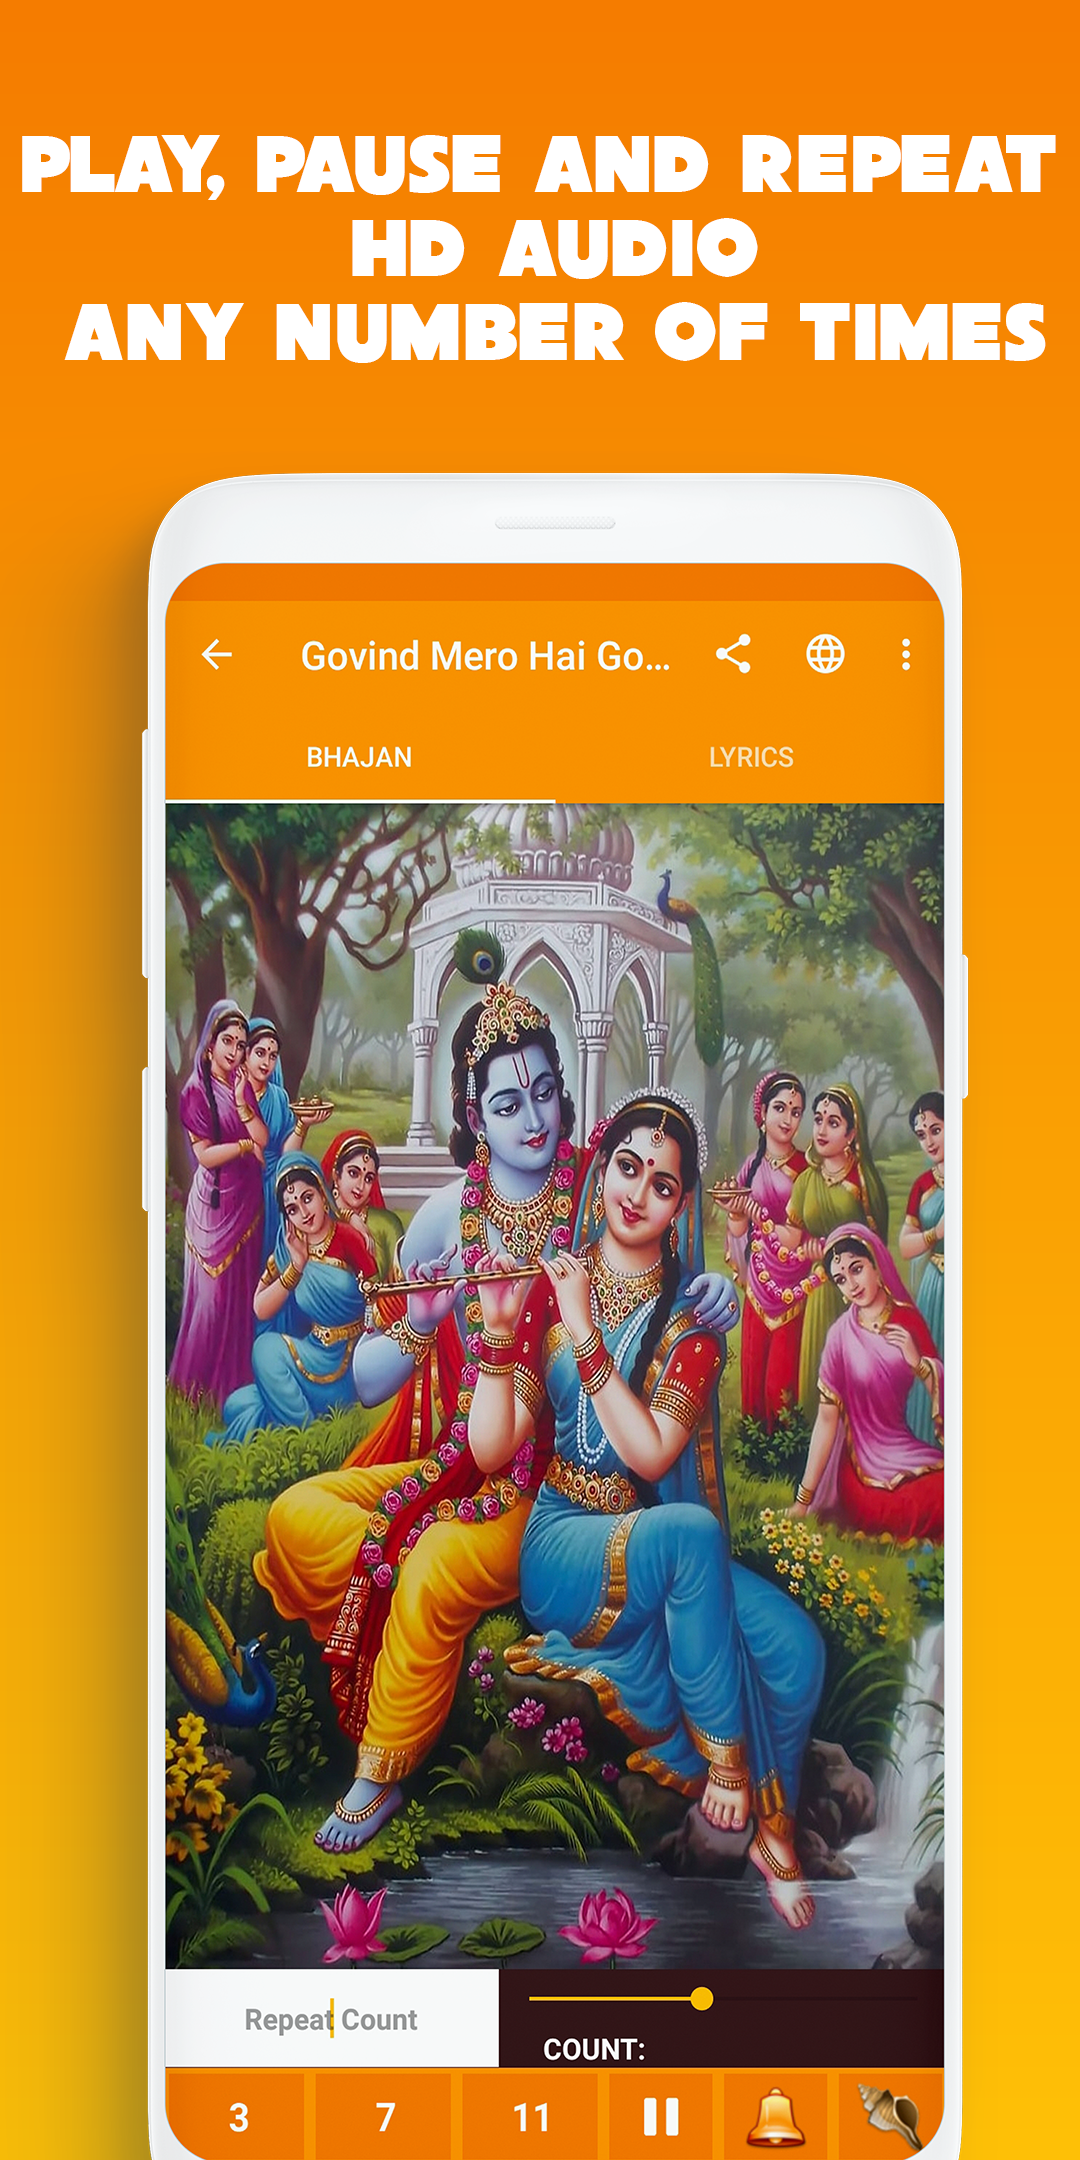 PLAY, PAUSE AND REPEAT
HD AUDIO
ANY NUMBER OF TIMES
Govind Mero Hai Go...
BHAJAN
LYRICS
Repeat Count
COUNT:
3
7
11